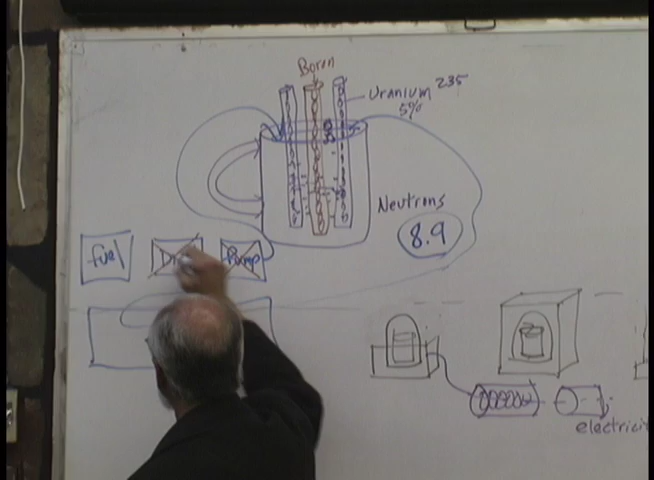 Boron
Uranium 235
5%
Neutrons
8.9
fuel
Pump
electrici